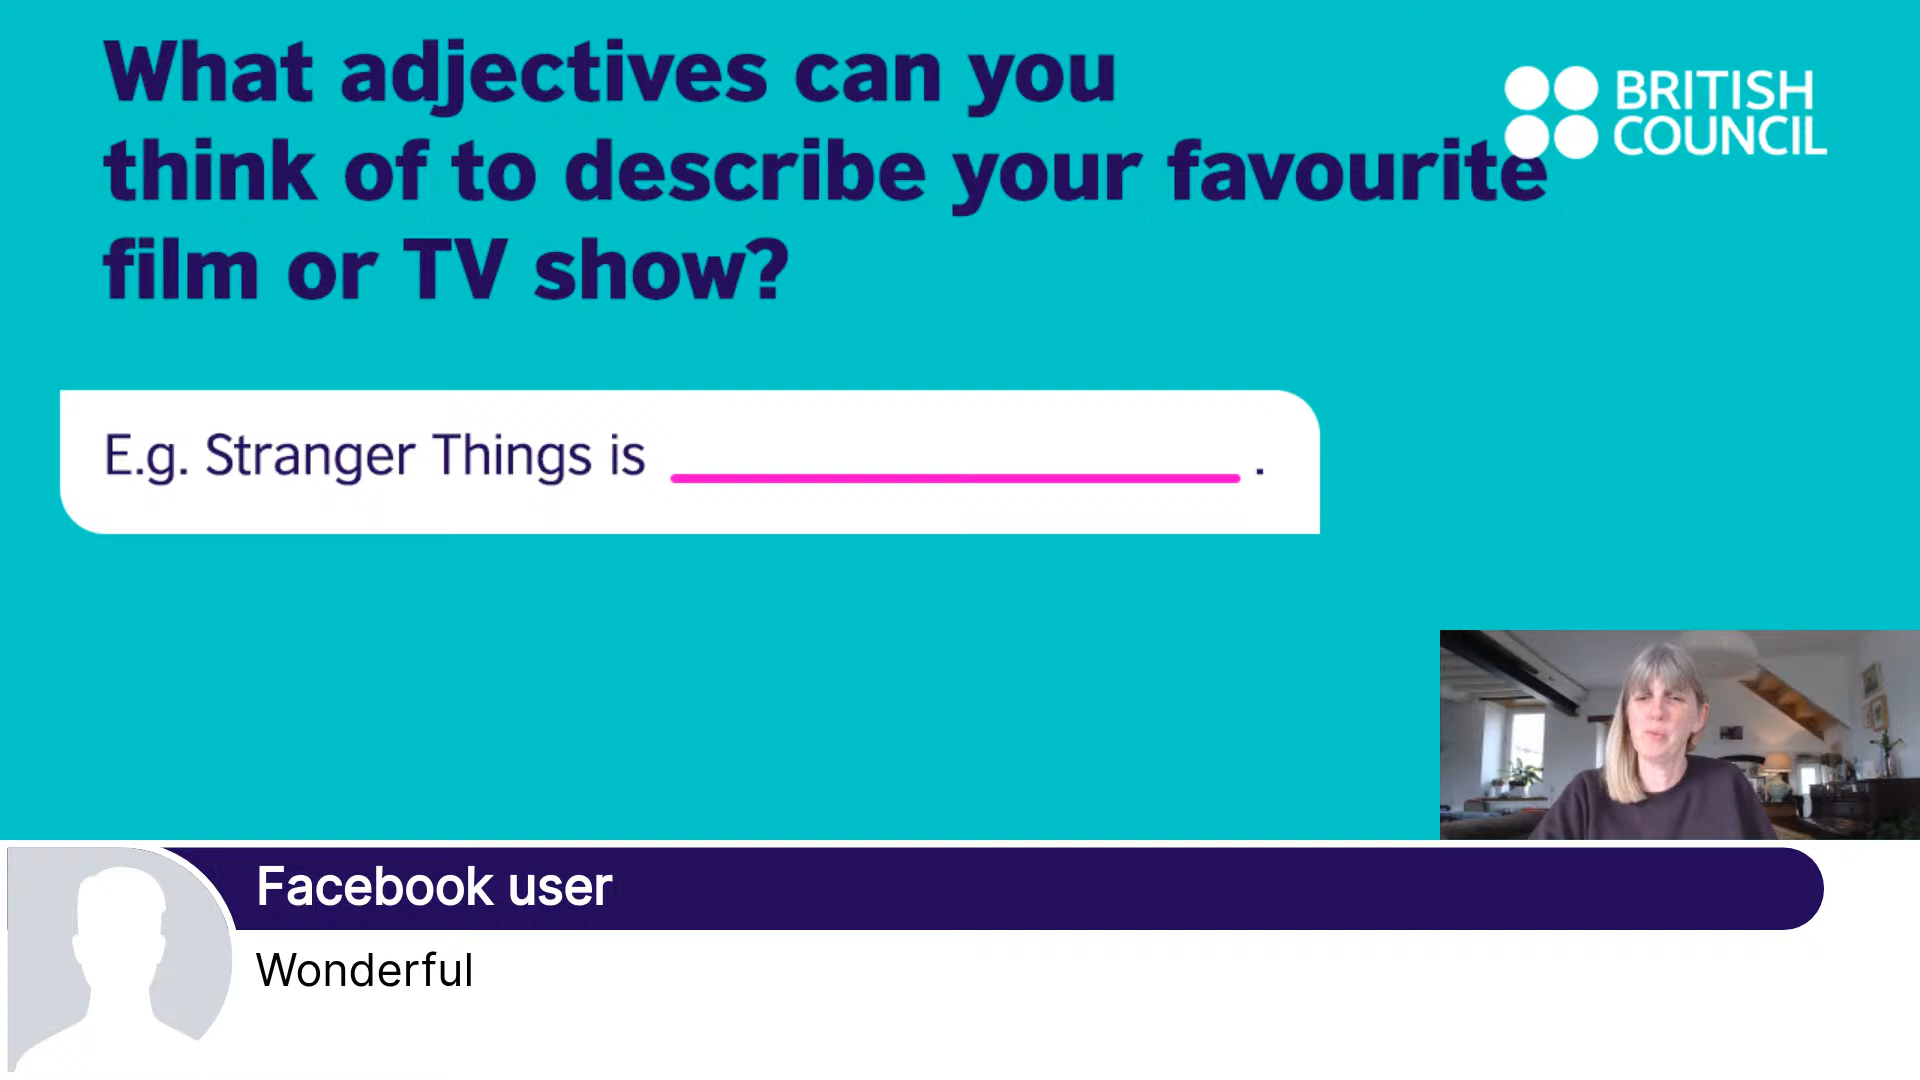 What adjectives can you
think of to describe your favourite
film or TV show?
BRITISH
COUNCIL
E.g. Stranger Things is .
Facebook user
Wonderful